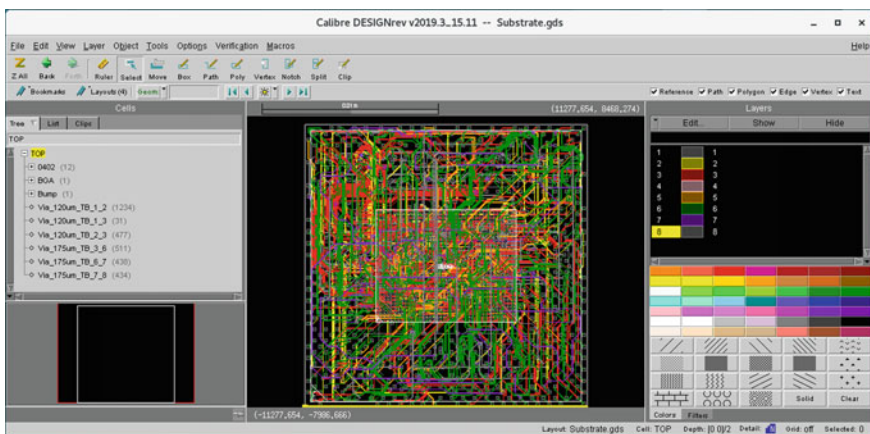 Calibre DESIGNrev v2019.3_15.11 -- Substrate.gds
File Edit View Layer Object Tools Options Verification Macros Help
Z All Back Forth Ruler Select Move Box Path Poly Vertex Notch Split Clip
Bookmarks Layouts (4) Geom: Reference Path Polygon Edge Vertex Text
Cells
Tree List Clips
TOP
TOP
0402 (12)
BGA (1)
Bump (1)
Via_120um_TB_1_2 (1234)
Via_120um_TB_1_3 (31)
Via_120um_TB_2_3 (477)
Via_175um_TB_3_6 (511)
Via_175um_TB_6_7 (438)
Via_175um_TB_7_8 (434)
(11277,654, 8468,274)
(-11277,654, -7986,666)
Layers
Edit... Show Hide
1 1
2 2
3 3
4 4
5 5
6 6
7 7
8 8
Solid Clear
Colors Filled
Layout: Substrate.gds Cell: TOP Depth: [0 0]/2 Detail: Grid: off Selected: 0